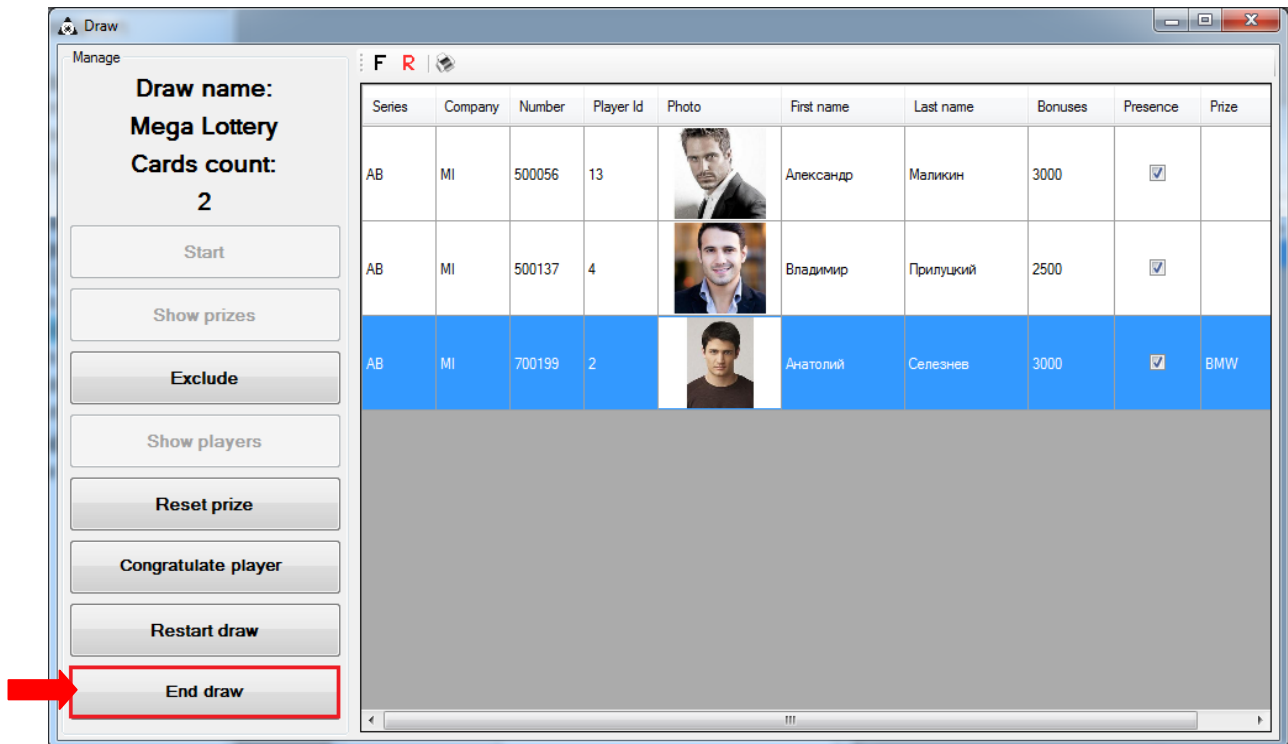 Draw
Manage
Draw name:
Mega Lottery
Cards count:
2
Start
Show prizes
Exclude
Show players
Reset prize
Congratulate player
Restart draw
End draw
F R
Series Company Number Player Id Photo First name Last name Bonuses Presence Prize
AB MI 500056 13 Александр Маликин 3000
AB MI 500137 4 Владимир Прилуцкий 2500
AB MI 700199 2 Анатолий Селезнев 3000 BMW